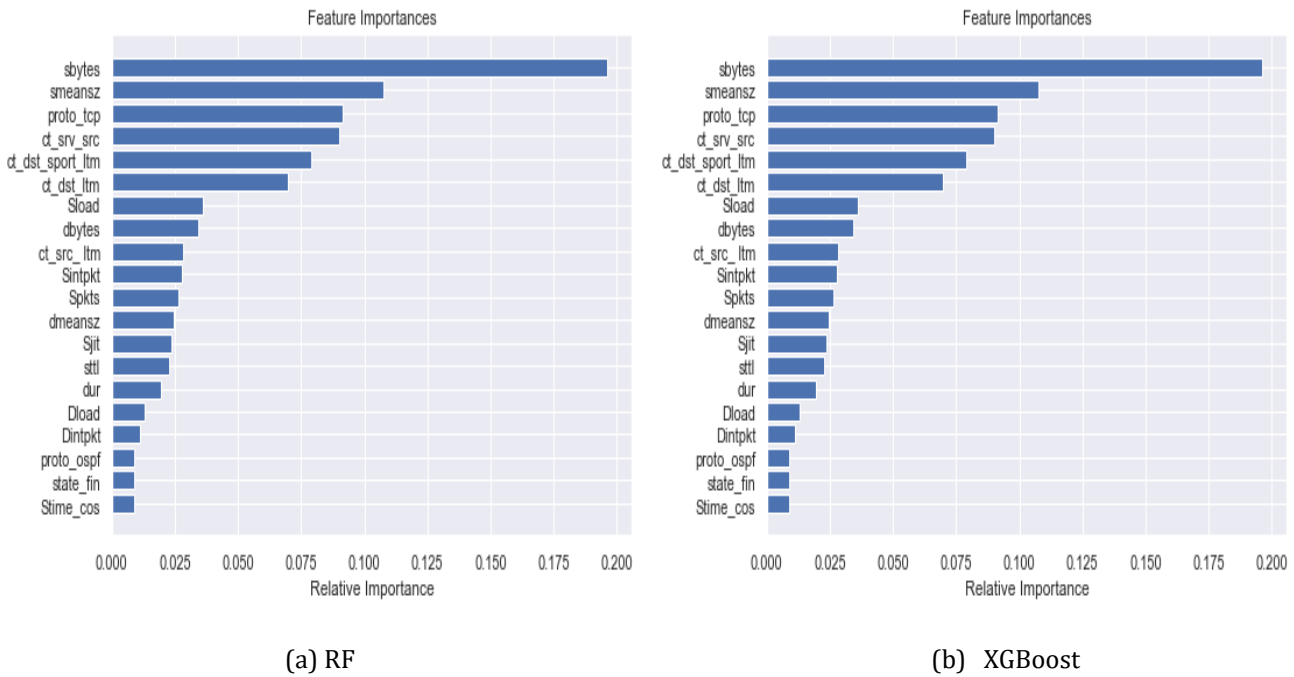 Feature Importances
sbytes
smeansz
proto_tcp
ct_srv_src
ct_dst_sport_ltm
ct_dst_ltm
Sload
dbytes
ct_src_ ltm
Sintpkt
Spkts
dmeansz
Sjit
sttl
dur
Dload
Dintpkt
proto_ospf
state_fin
Stime_cos
0.000 0.025 0.050 0.075 0.100 0.125 0.150 0.175 0.200
Relative Importance
(a) RF
Feature Importances
sbytes
smeansz
proto_tcp
ct_srv_src
ct_dst_sport_ltm
ct_dst_ltm
Sload
dbytes
ct_src_ ltm
Sintpkt
Spkts
dmeansz
Sjit
sttl
dur
Dload
Dintpkt
proto_ospf
state_fin
Stime_cos
0.000 0.025 0.050 0.075 0.100 0.125 0.150 0.175 0.200
Relative Importance
(b) XGBoost